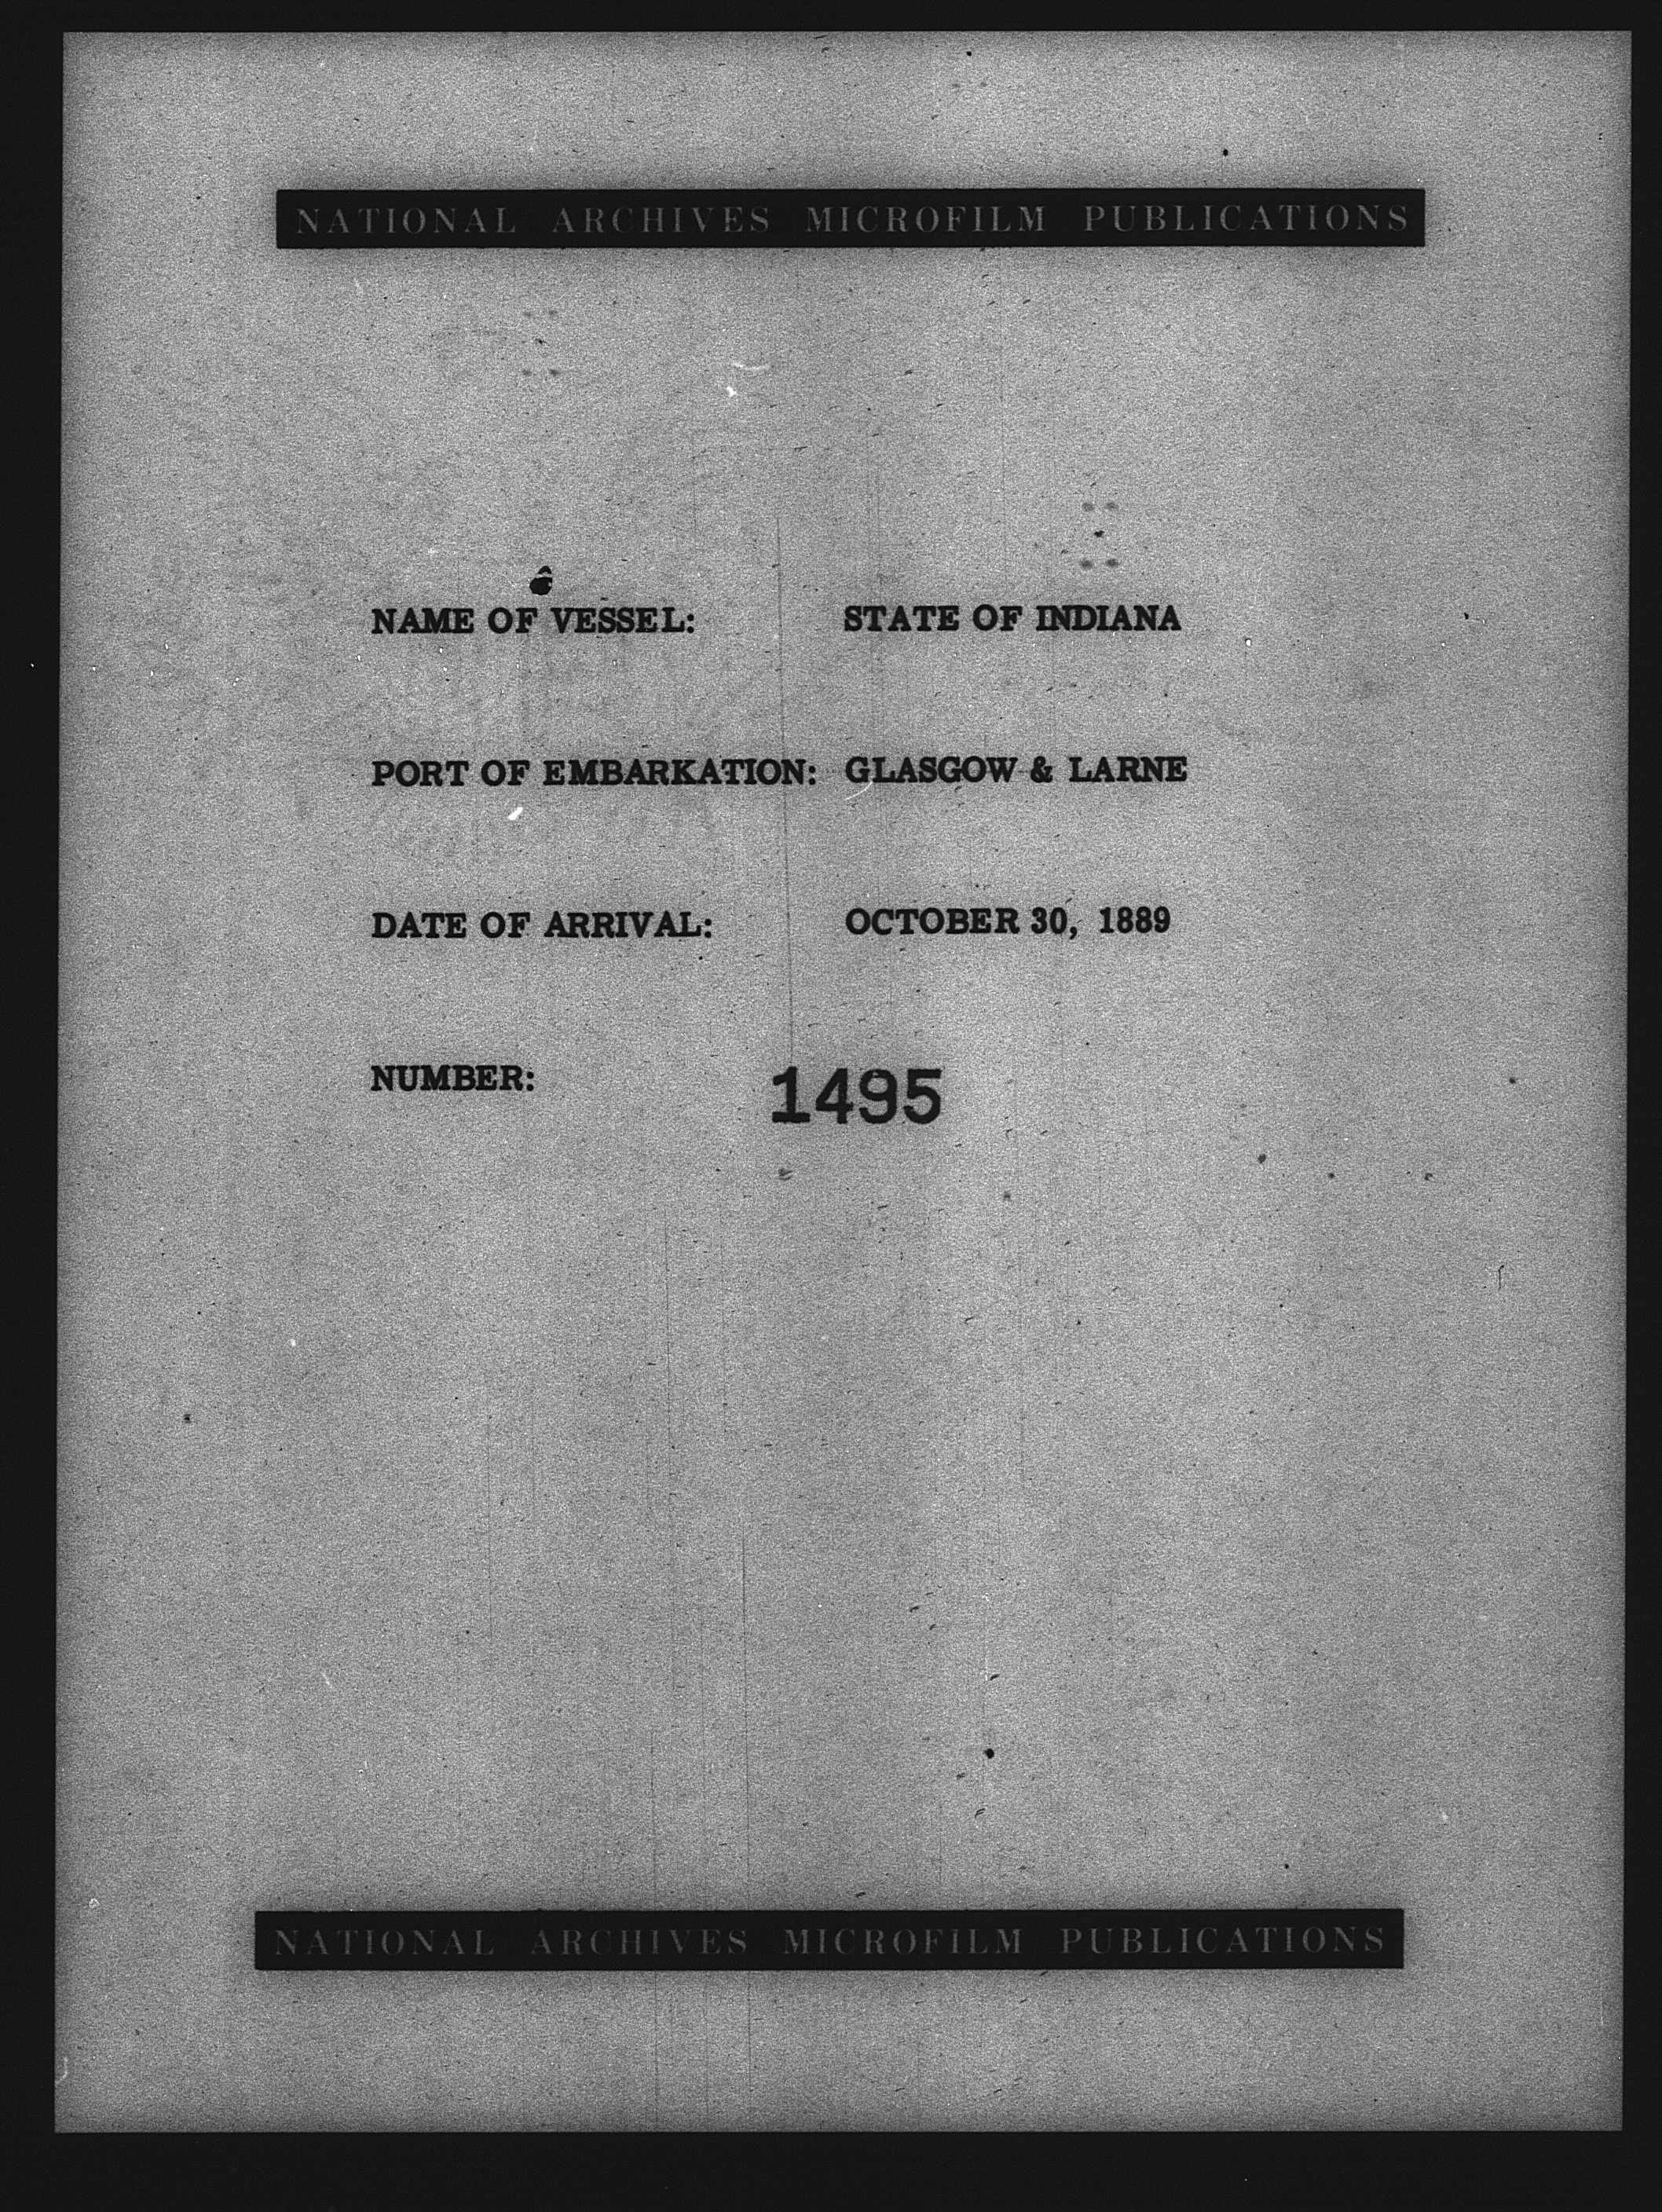 NATIONAL ARCHIVES MICROFILM PUBLICATIONS
NAME OF VESSEL: STATE OF INDIANA
PORT OF EMBARKATION: GLASGOW & LARNE
DATE OF ARRIVAL: OCTOBER 30, 1889
NUMBER: 1495
NATIONAL ARCHIVES MICROFILM PUBLICATIONS